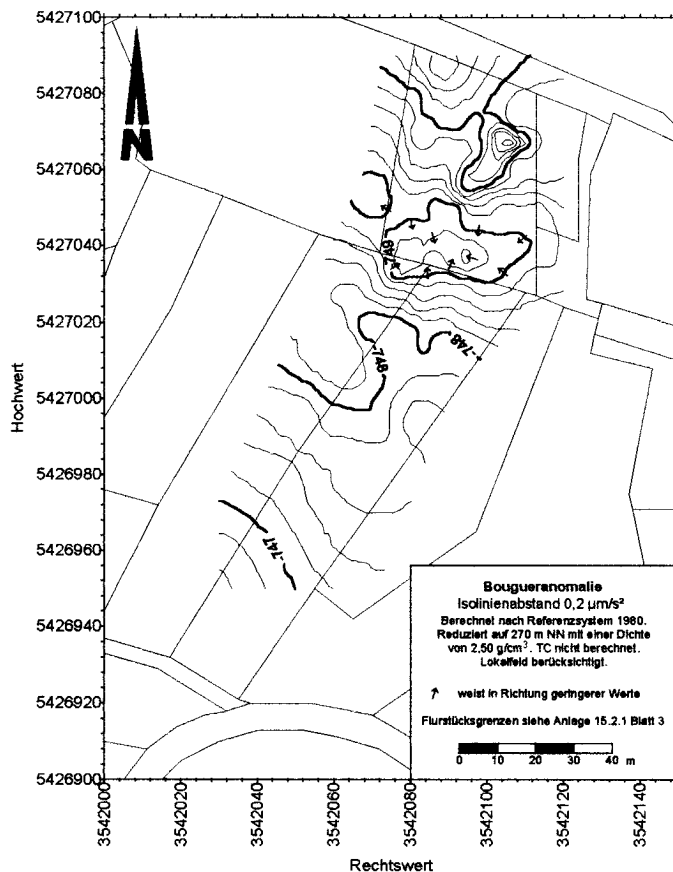 5427100
5427080
5427060
5427040
5427020
5427000
5426980
5426960
5426940
5426920
5426900
Hochwert
N
-749
-748
-748
-747
Bougueranomalie
Isolinienabstand 0,2 µm/s²
Berechnet nach Referenzsystem 1980.
Reduziert auf 270 m NN mit einer Dichte
von 2,50 g/cm³. TC nicht berechnet.
Lokalfeld berücksichtigt.
weist in Richtung geringerer Werte
Flurstücksgrenzen siehe Anlage 15.2.1 Blatt 3
0 10 20 30 40 m
3542000
3542020
3542040
3542060
3542080
3542100
3542120
3542140
Rechtswert